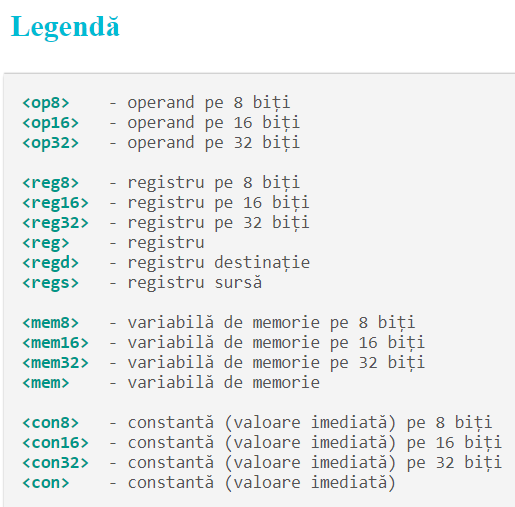 Legendă
<op8> - operand pe 8 biți
<op16> - operand pe 16 biți
<op32> - operand pe 32 biți
<reg8> - registru pe 8 biți
<reg16> - registru pe 16 biți
<reg32> - registru pe 32 biți
<reg> - registru
<regd> - registru destinație
<regs> - registru sursă
<mem8> - variabilă de memorie pe 8 biți
<mem16> - variabilă de memorie pe 16 biți
<mem32> - variabilă de memorie pe 32 biți
<mem> - variabilă de memorie
<con8> - constantă (valoare imediată) pe 8 biți
<con16> - constantă (valoare imediată) pe 16 biți
<con32> - constantă (valoare imediată) pe 32 biți
<con> - constantă (valoare imediată)